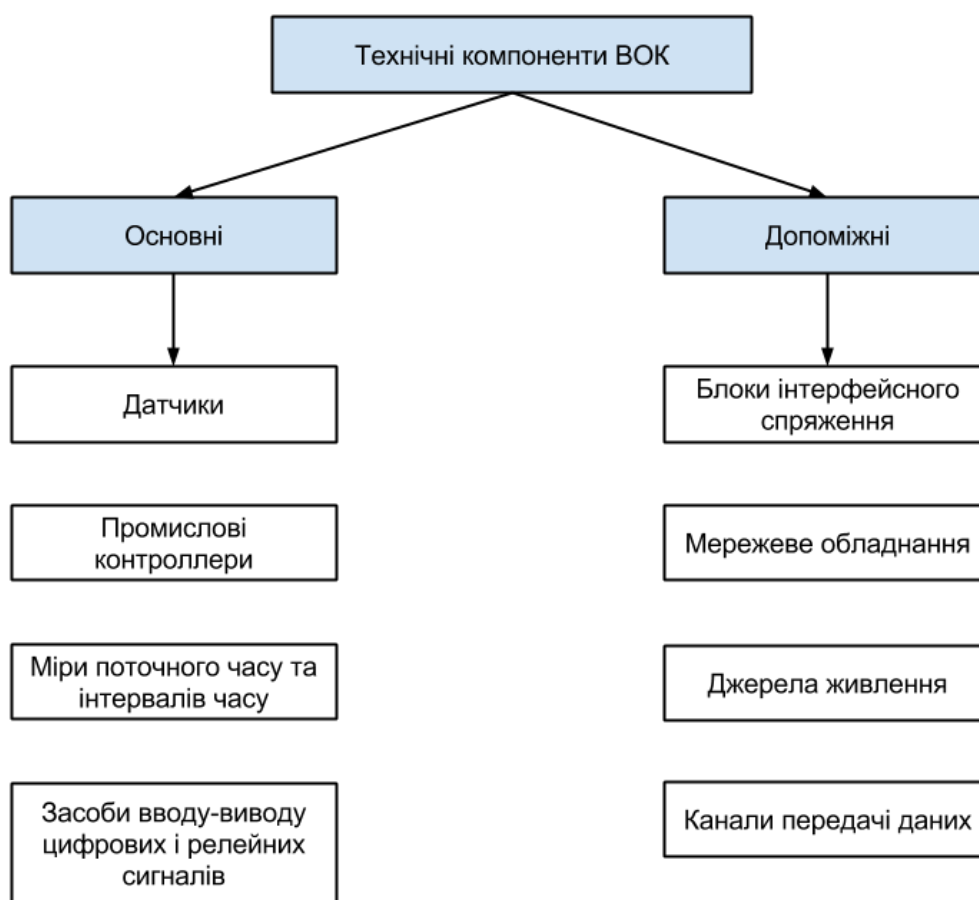 Технічні компоненти ВОК
Основні
Допоміжні
Датчики
Блоки інтерфейсного
спряження
Промислові
контроллери
Мережеве обладнання
Міри поточного часу та
інтервалів часу
Джерела живлення
Засоби вводу-виводу
цифрових і релейних
сигналів
Канали передачі даних